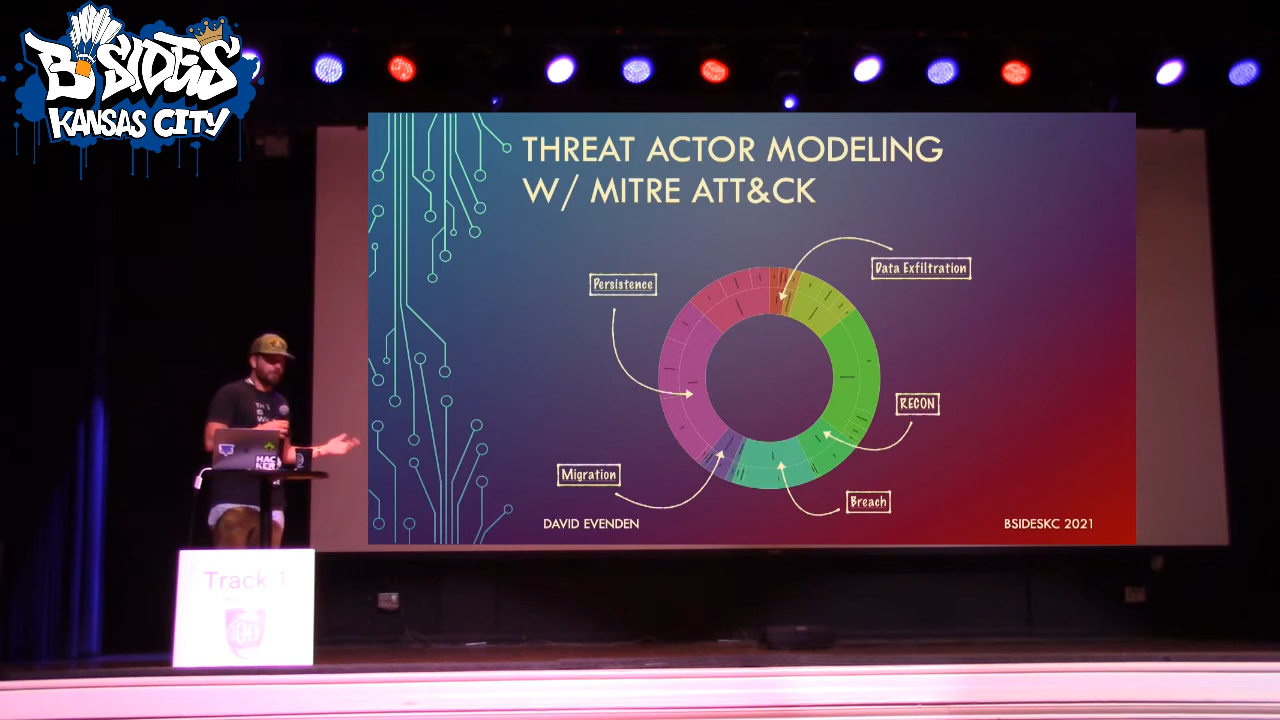 BSIDES
KANSAS CITY
THREAT ACTOR MODELING
W/ MITRE ATT&CK
Data Exfiltration
Persistence
RECON
Migration
Breach
DAVID EVENDEN
BSIDESKC 2021
HACKER
Track 1